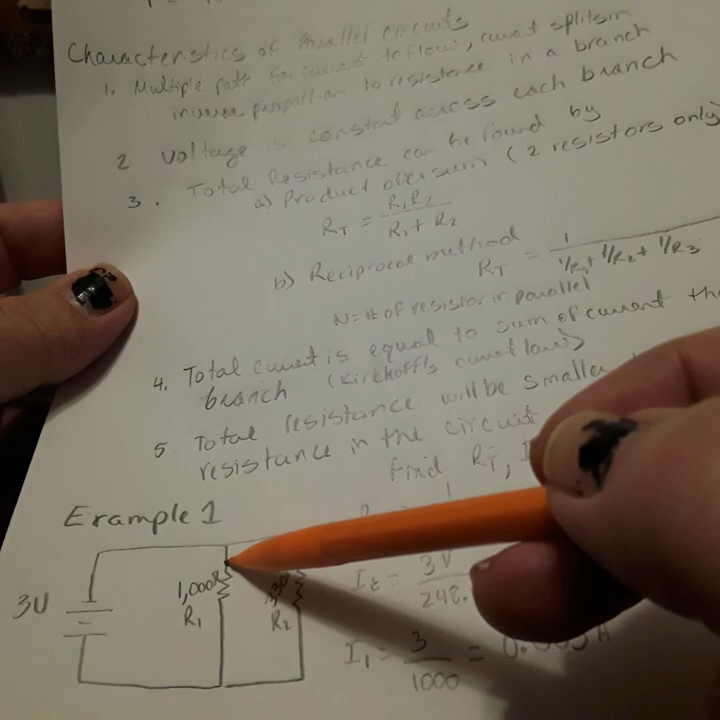 Characteristics of Parallel circuits
1. Multiple path for current to flow, current splits in
inverse proportion to resistance in a branch
2 Voltage is constant across each branch
3. Total Resistance can be found by
a) Product over sum (2 resistors only)
RT = R1R2 / R1 + R2
b) Reciprocal method RT = 1 / 1/R1 + 1/R2 + 1/R3
N = # of resistor in parallel
4. Total current is equal to sum of current
branch (Kirchoff's current law)
5 Total resistance will be smaller
resistance in the circuit
Find RT, I
Example 1
3V
1,000Ω
R1
R2
It = 3V / 248.
I1 = 3 / 1000 = 0.003A